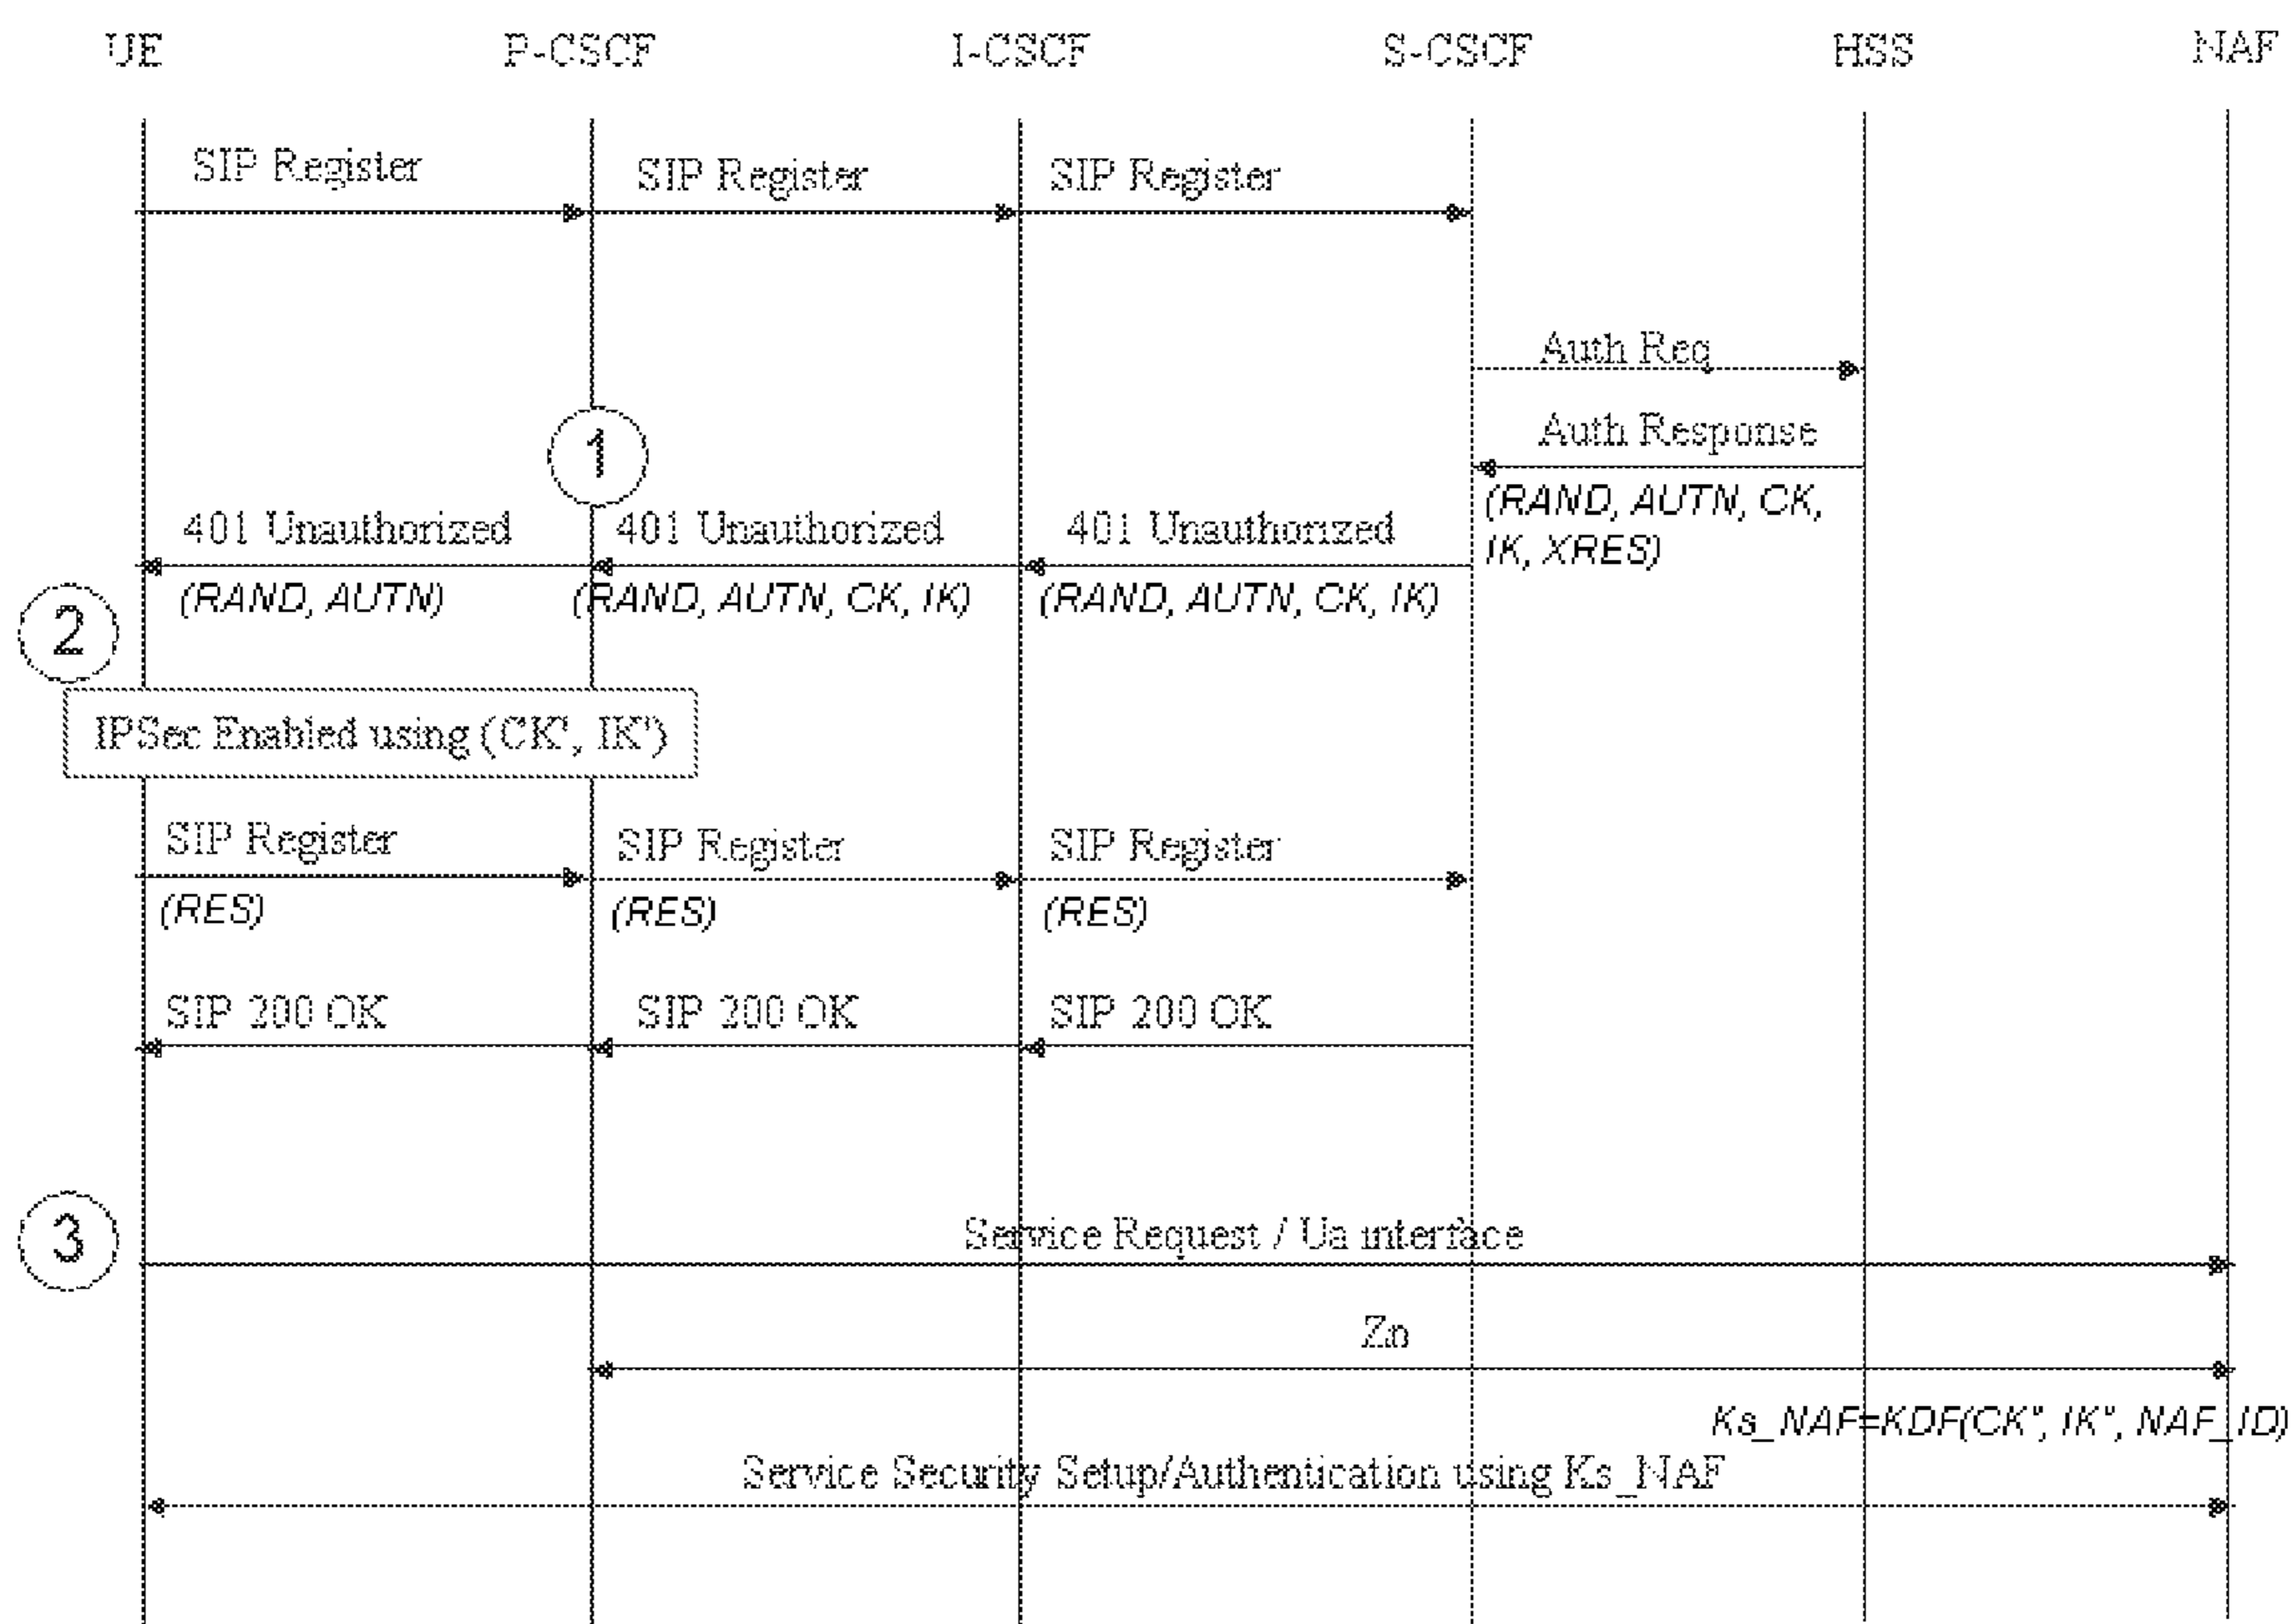 UE P-CSCF I-CSCF S-CSCF HSS NAF
SIP Register SIP Register SIP Register
Auth Req
Auth Response
(RAND, AUTN, CK,
IK, XRES)
1
401 Unauthorized 401 Unauthorized 401 Unauthorized
(RAND, AUTN) (RAND, AUTN, CK, IK) (RAND, AUTN, CK, IK)
2
IPSec Enabled using (CK', IK')
SIP Register SIP Register SIP Register
(RES) (RES) (RES)
SIP 200 OK SIP 200 OK SIP 200 OK
3
Service Request / Ua interface
Zn
Ks_NAF=KDF(CK", IK", NAF_ID)
Service Security Setup/Authentication using Ks_NAF